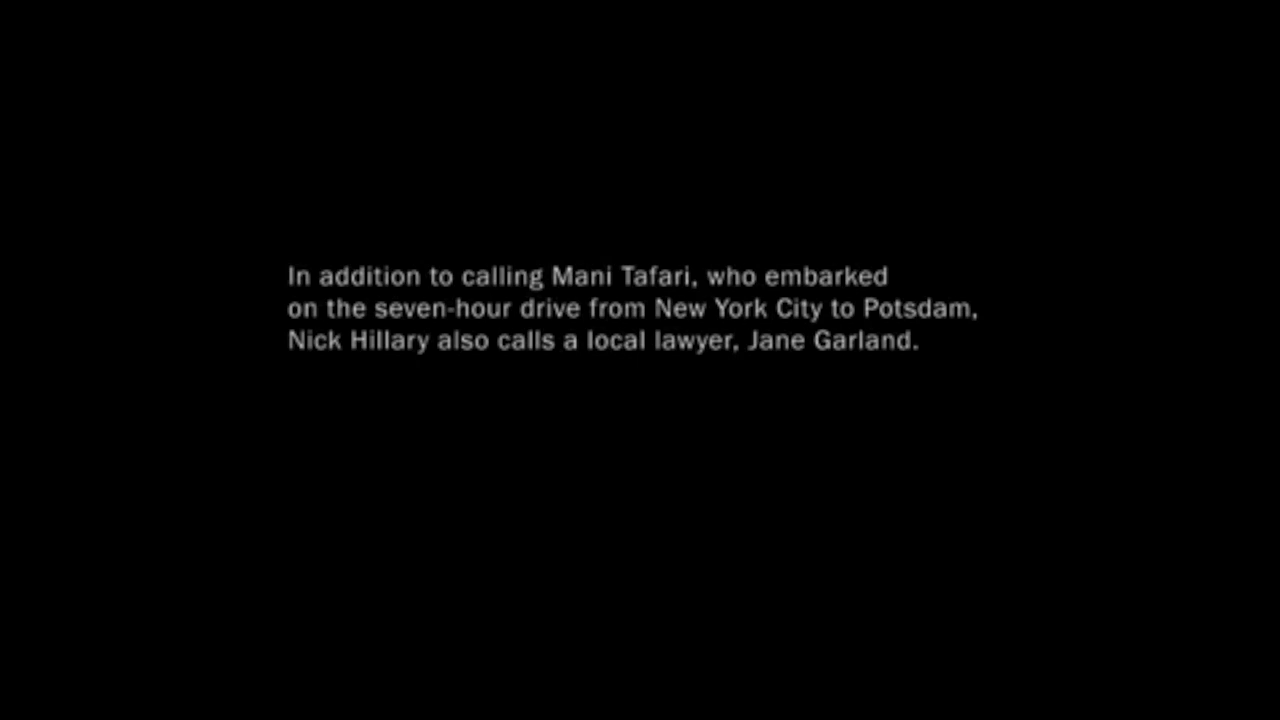 In addition to calling Mani Tafari, who embarked
on the seven-hour drive from New York City to Potsdam,
Nick Hillary also calls a local lawyer, Jane Garland.